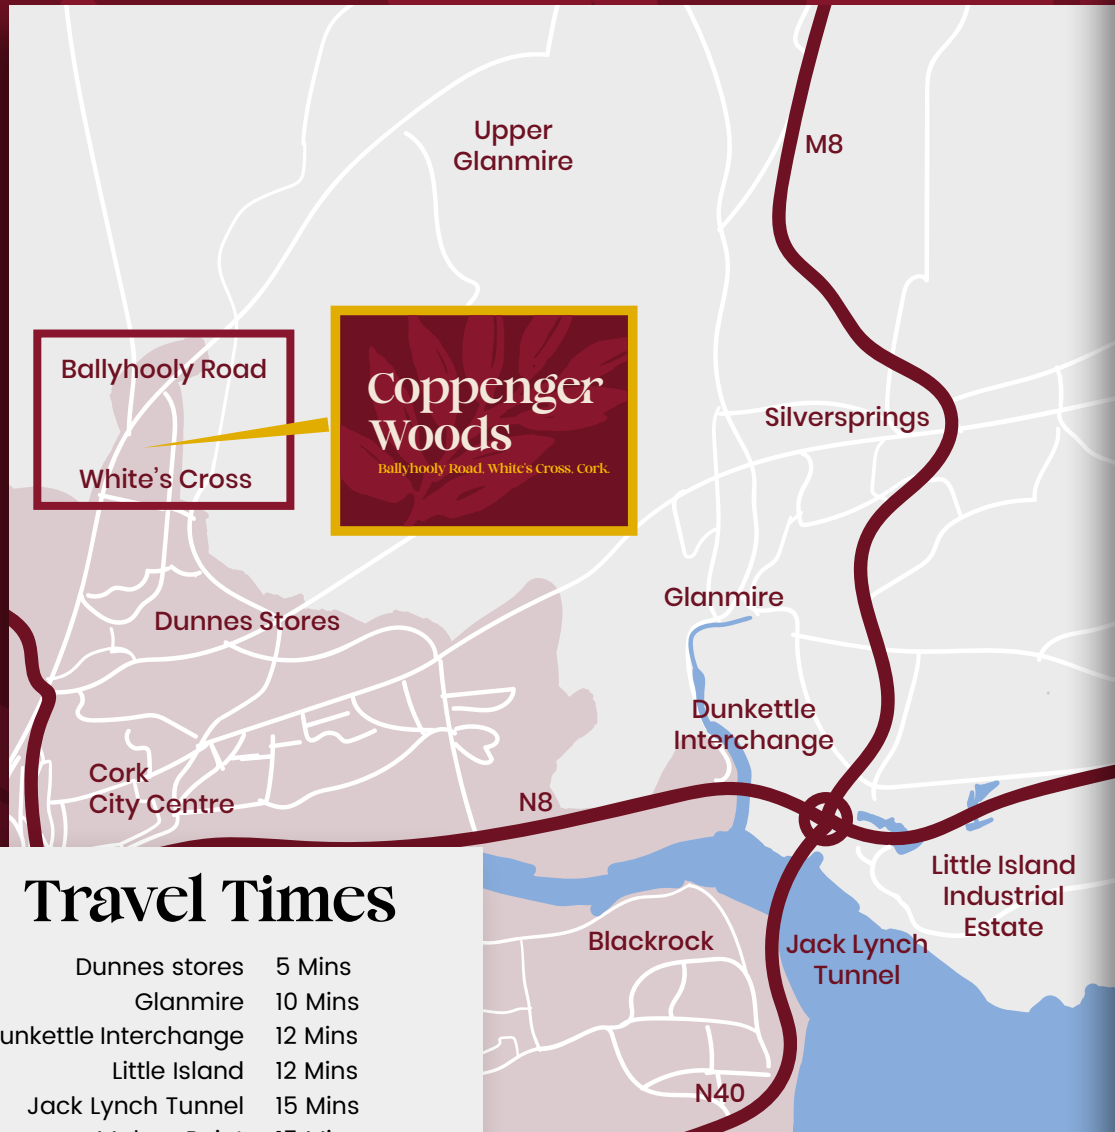 Upper
Glanmire
M8
Ballyhooly Road
White's Cross
Coppenger
Woods
Ballyhooly Road, White's Cross, Cork.
Silversprings
Glanmire
Dunnes Stores
Dunkettle
Interchange
Cork
City Centre
N8
Little Island
Industrial
Estate
Blackrock
Jack Lynch
Tunnel
N40
Travel Times
Dunnes stores 5 Mins
Glanmire 10 Mins
unkettle Interchange 12 Mins
Little Island 12 Mins
Jack Lynch Tunnel 15 Mins